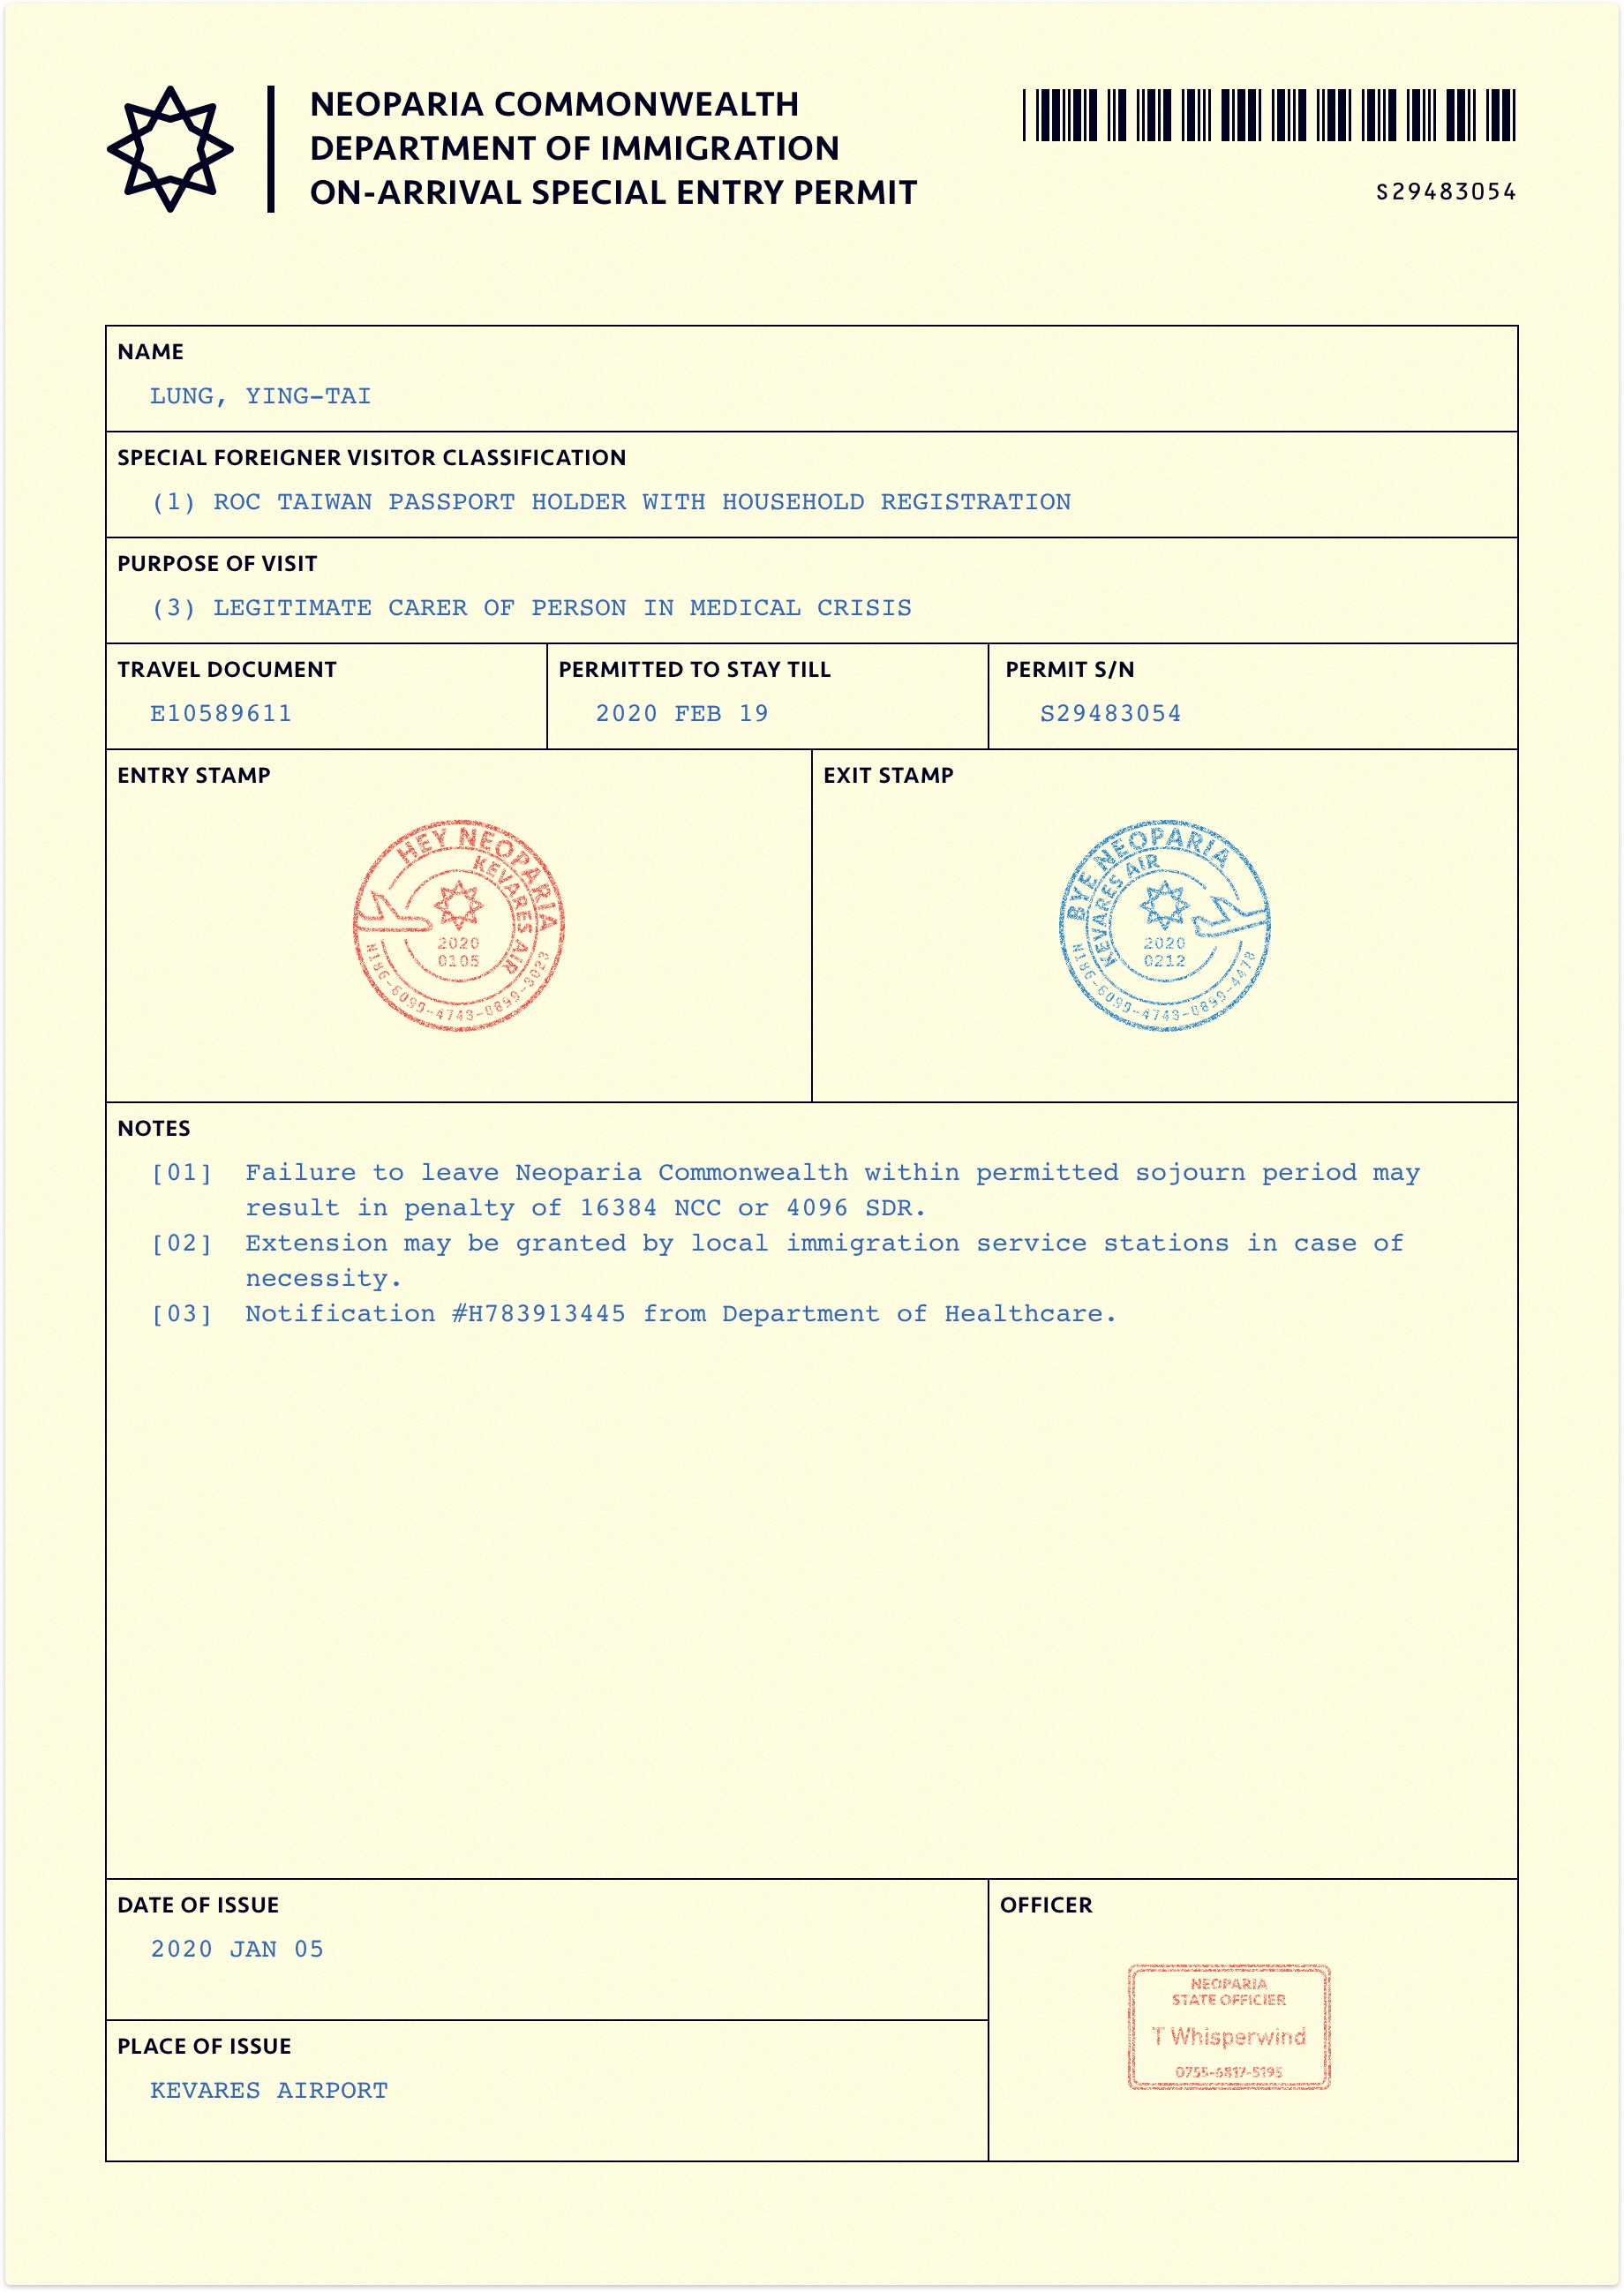 NEOPARIA COMMONWEALTH
DEPARTMENT OF IMMIGRATION
ON-ARRIVAL SPECIAL ENTRY PERMIT
S29483054
NAME
LUNG, YING-TAI
SPECIAL FOREIGNER VISITOR CLASSIFICATION
(1) ROC TAIWAN PASSPORT HOLDER WITH HOUSEHOLD REGISTRATION
PURPOSE OF VISIT
(3) LEGITIMATE CARER OF PERSON IN MEDICAL CRISIS
TRAVEL DOCUMENT
E10589611
PERMITTED TO STAY TILL
2020 FEB 19
PERMIT S/N
S29483054
ENTRY STAMP
HEY NEOPARIA
KEVARES AIR
2020
0105
N186-6099-4743-0899-3023
EXIT STAMP
BYE NEOPARIA
KEVARES AIR
2020
0212
N186-6099-4743-0899-4478
NOTES
[01] Failure to leave Neoparia Commonwealth within permitted sojourn period may
result in penalty of 16384 NCC or 4096 SDR.
[02] Extension may be granted by local immigration service stations in case of
necessity.
[03] Notification #H783913445 from Department of Healthcare.
DATE OF ISSUE
2020 JAN 05
PLACE OF ISSUE
KEVARES AIRPORT
OFFICER
NEOPARIA
STATE OFFICIER
T Whisperwind
0755-6817-5195